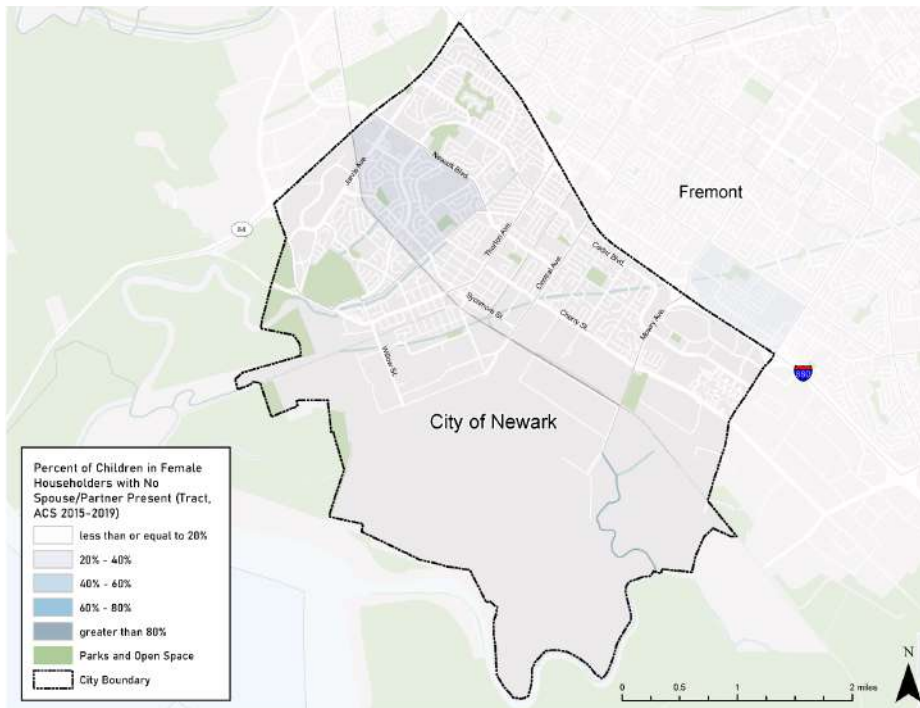 Fremont
Jarvis Ave.
Newark Blvd.
84
Thorton Ave.
Central Ave.
Cedar Blvd.
Sycamore St.
Cherry St.
Mowry Ave.
Willow St.
680
City of Newark
Percent of Children in Female
Householders with No
Spouse/Partner Present (Tract,
ACS 2015-2019)
less than or equal to 20%
20% - 40%
40% - 60%
60% - 80%
greater than 80%
Parks and Open Space
City Boundary
N
0 0.5 1 2 miles